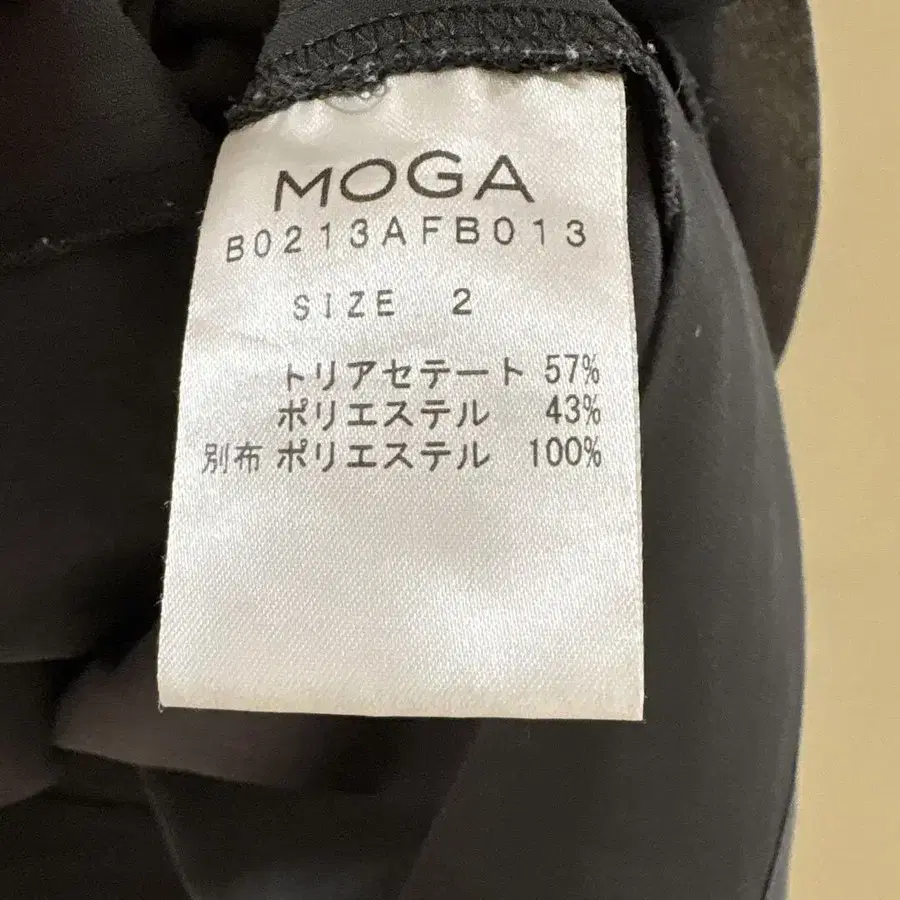 MOGA
B0213AFB013
SIZE 2
トリアセテート 57%
ポリエステル 43%
別布 ポリエステル 100%